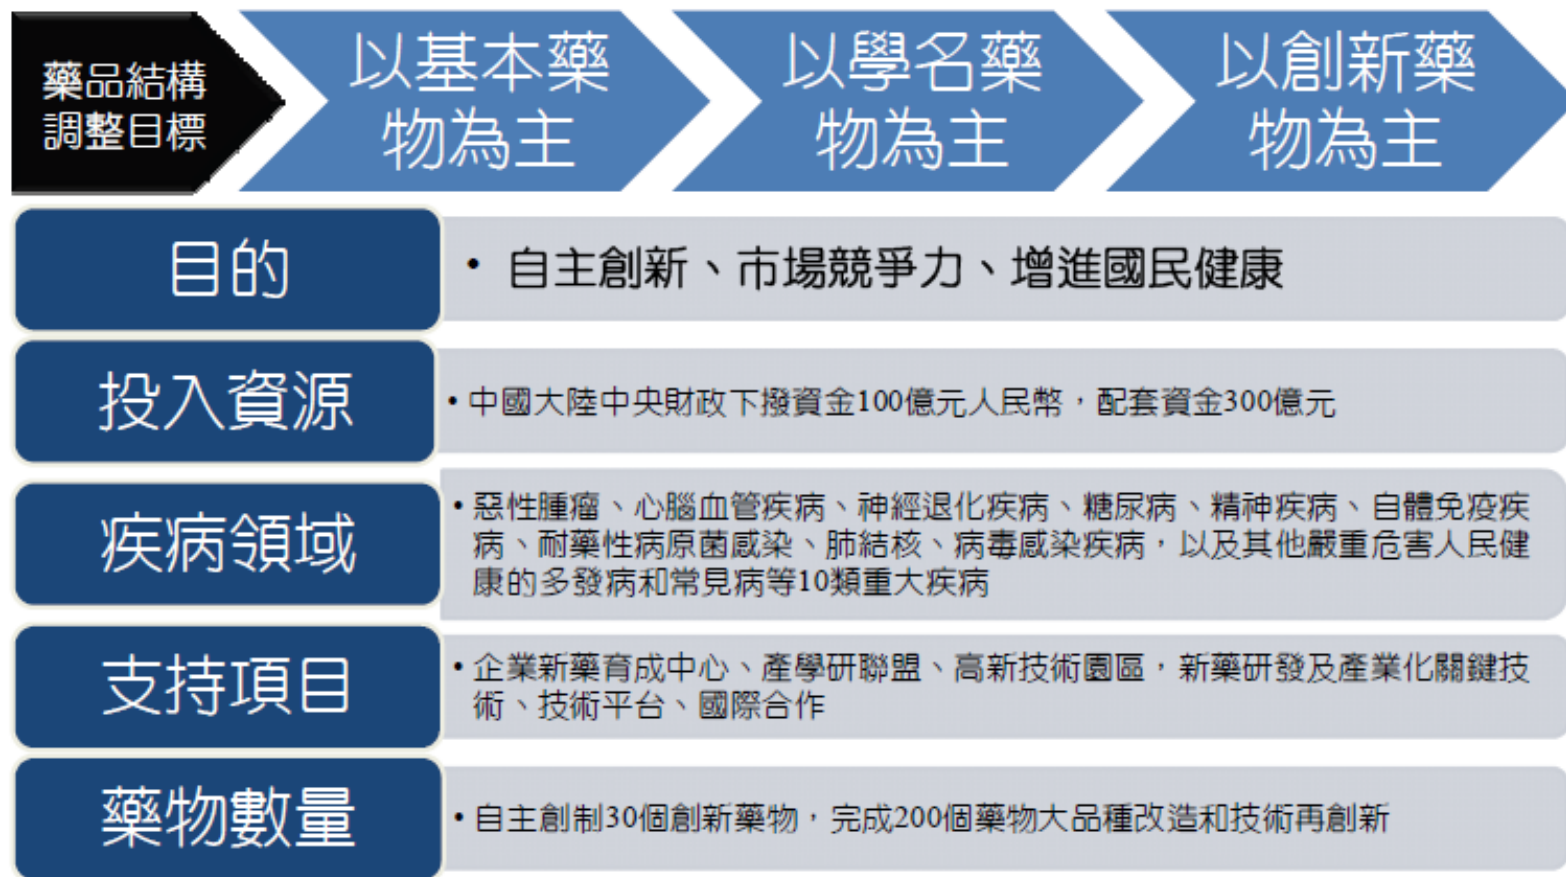 藥品結構
調整目標
以基本藥
物為主
以學名藥
物為主
以創新藥
物為主
目的
• 自主創新、市場競爭力、增進國民健康
投入資源
•中國大陸中央財政下撥資金100億元人民幣，配套資金300億元
疾病領域
•惡性腫瘤、心腦血管疾病、神經退化疾病、糖尿病、精神疾病、自體免疫疾
病、耐藥性病原菌感染、肺結核、病毒感染疾病，以及其他嚴重危害人民健
康的多發病和常見病等10類重大疾病
支持項目
•企業新藥育成中心、產學研聯盟、高新技術園區，新藥研發及產業化關鍵技
術、技術平台、國際合作
藥物數量
•自主創制30個創新藥物，完成200個藥物大品種改造和技術再創新